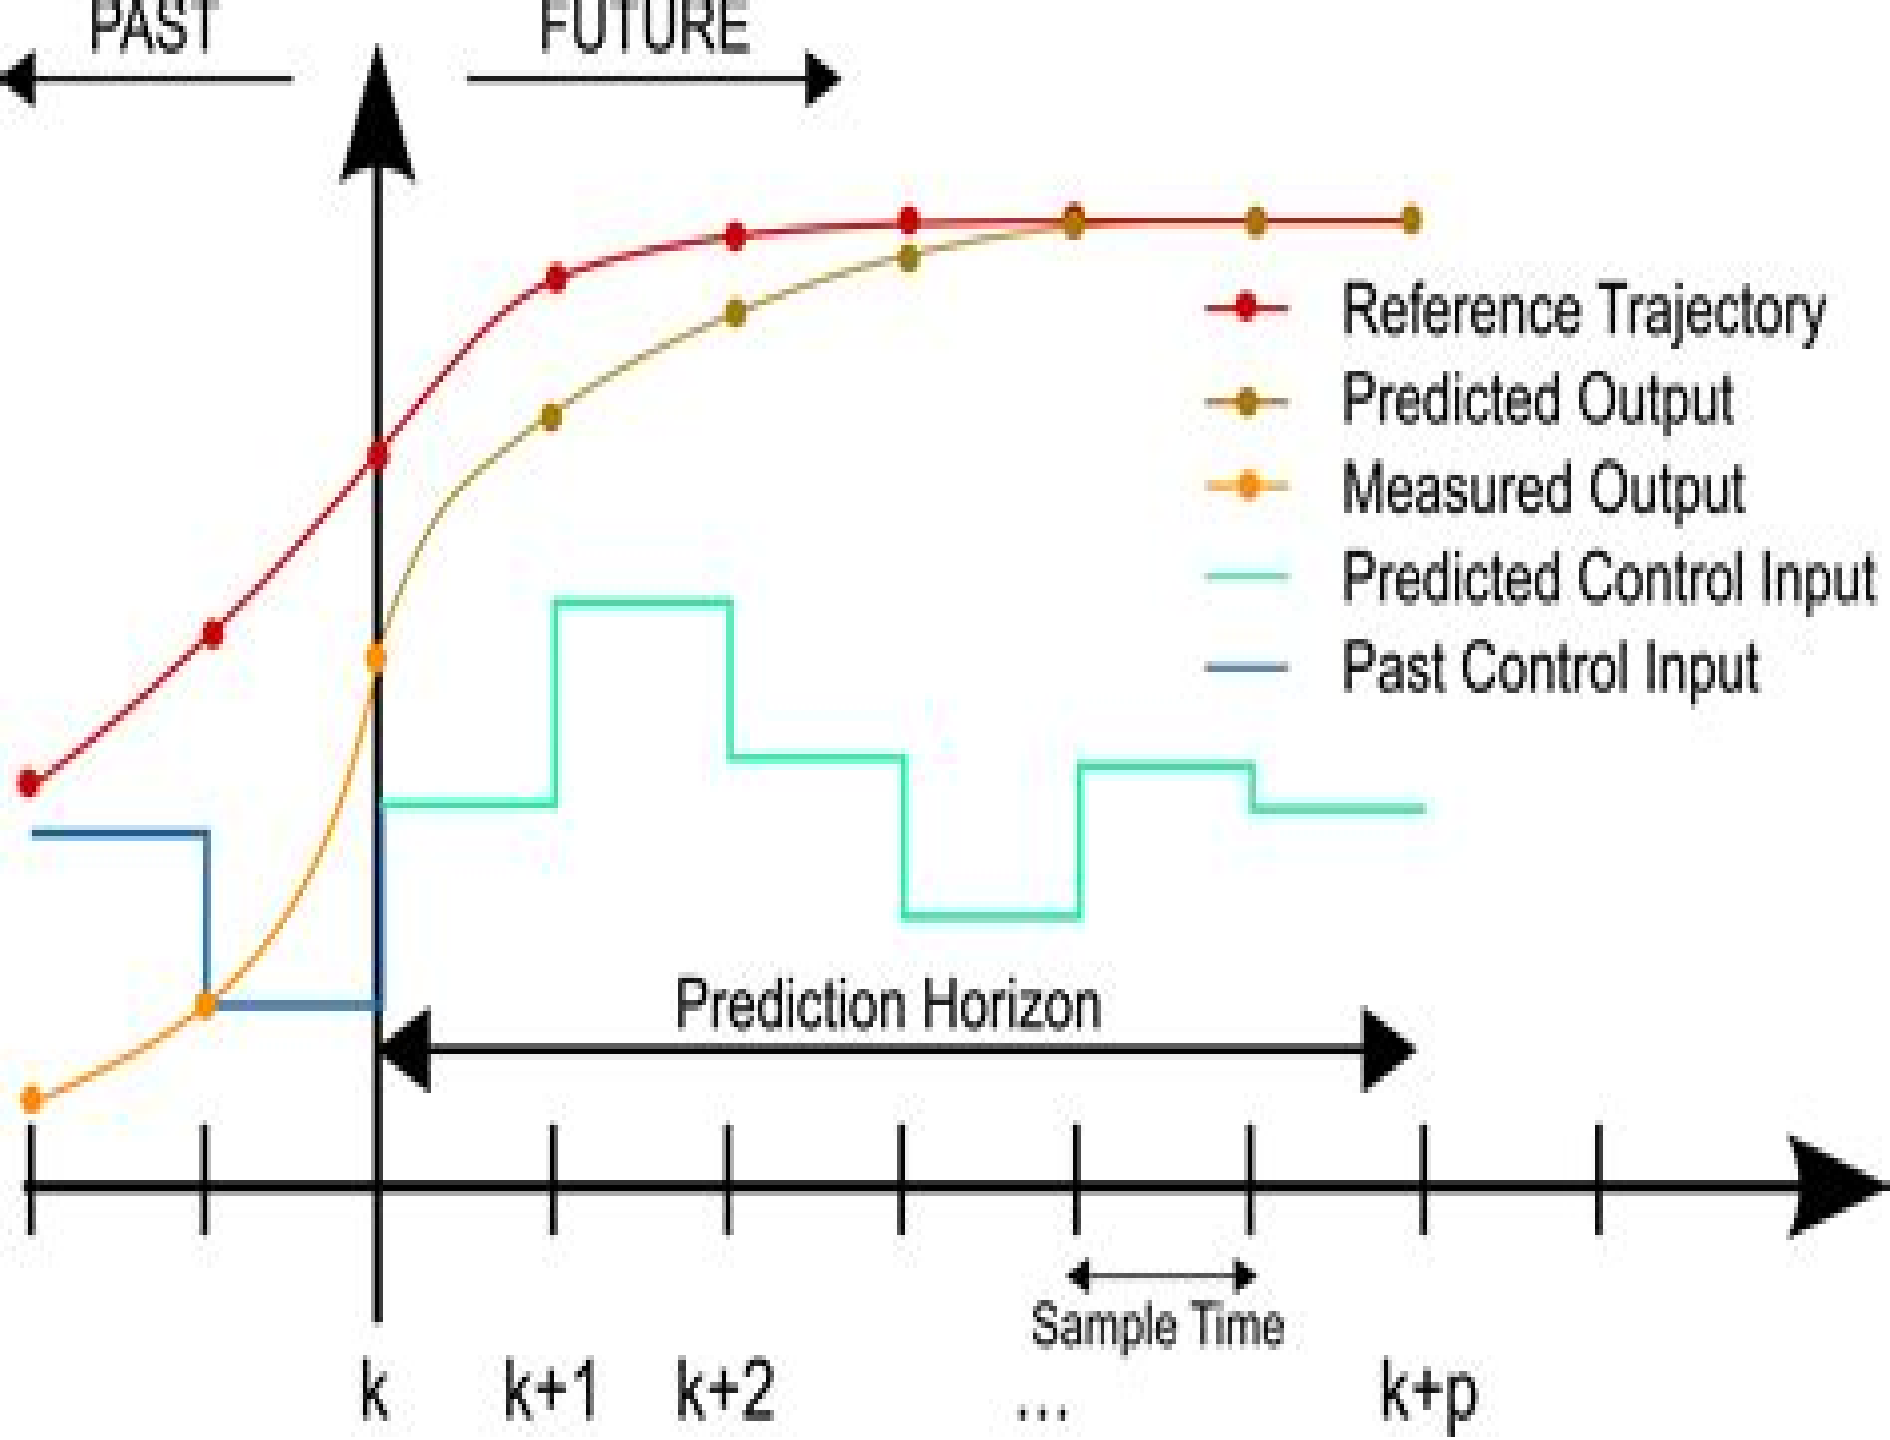 PAST
FUTURE
Reference Trajectory
Predicted Output
Measured Output
Predicted Control Input
Past Control Input
Prediction Horizon
Sample Time
k
k+1
k+2
...
k+p